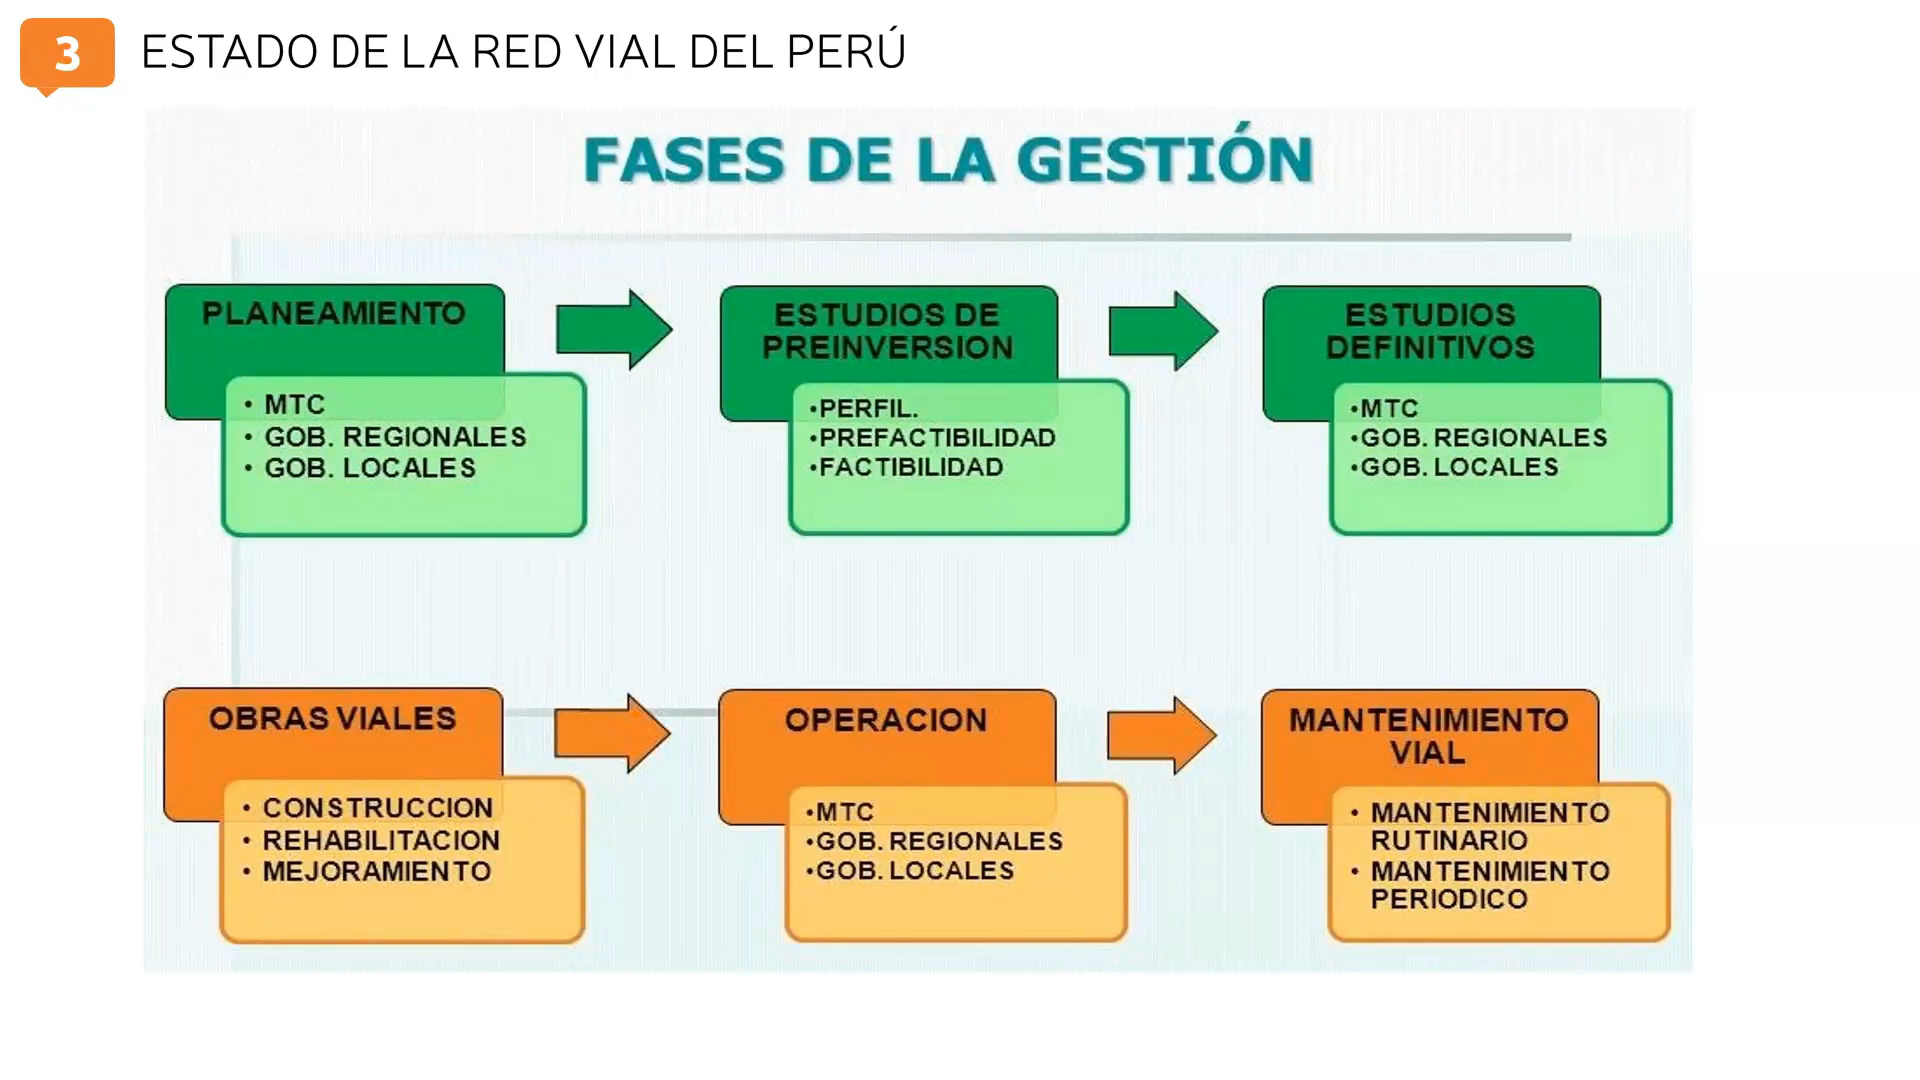 3
ESTADO DE LA RED VIAL DEL PERÚ
FASES DE LA GESTIÓN
PLANEAMIENTO
• MTC
• GOB. REGIONALES
• GOB. LOCALES
ESTUDIOS DE
PREINVERSION
•PERFIL.
•PREFACTIBILIDAD
•FACTIBILIDAD
ESTUDIOS
DEFINITIVOS
•MTC
•GOB. REGIONALES
•GOB. LOCALES
OBRAS VIALES
• CONSTRUCCION
• REHABILITACION
• MEJORAMIENTO
OPERACION
•MTC
•GOB. REGIONALES
•GOB. LOCALES
MANTENIMIENTO
VIAL
• MANTENIMIENTO
RUTINARIO
• MANTENIMIENTO
PERIODICO